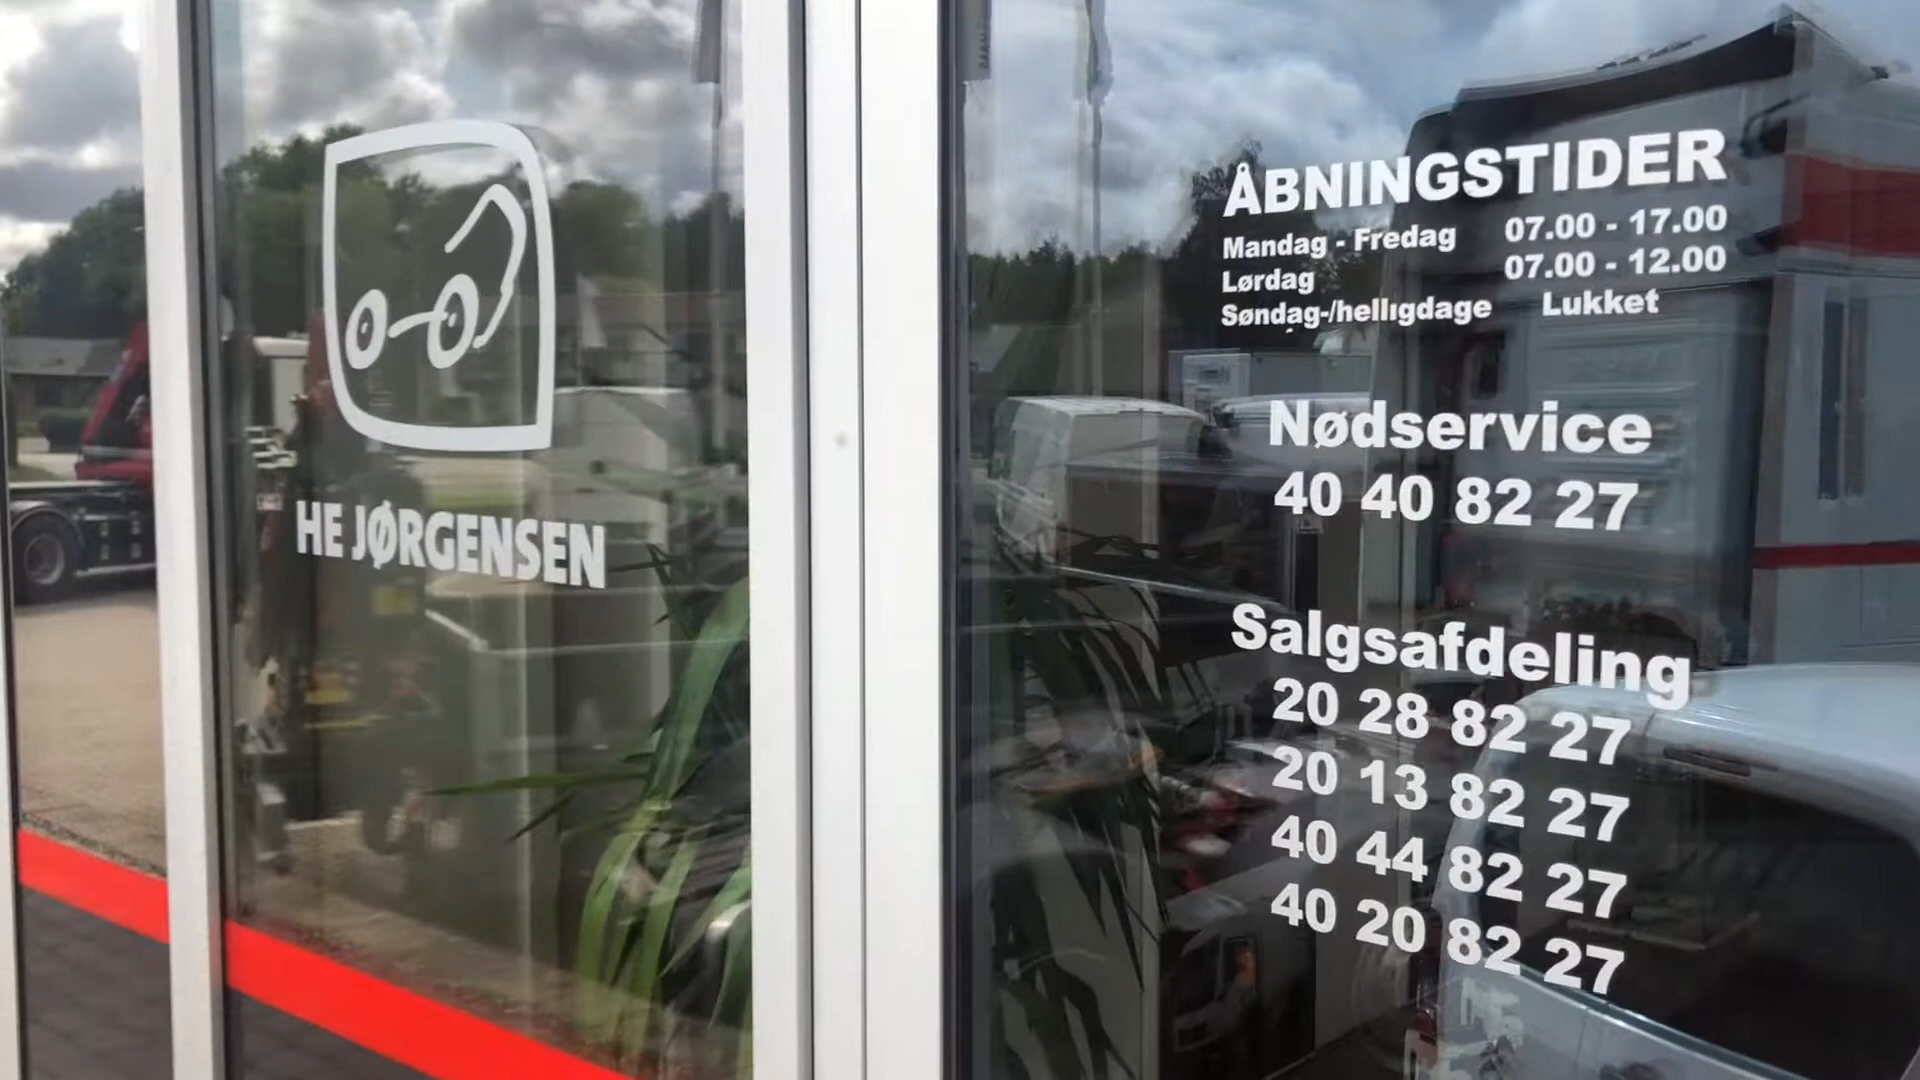 HE JØRGENSEN
ÅBNINGSTIDER
Mandag - Fredag 07.00 - 17.00
Lørdag 07.00 - 12.00
Søndag-/helligdage Lukket
Nødservice
40 40 82 27
Salgsafdeling
20 28 82 27
20 13 82 27
40 44 82 27
40 20 82 27